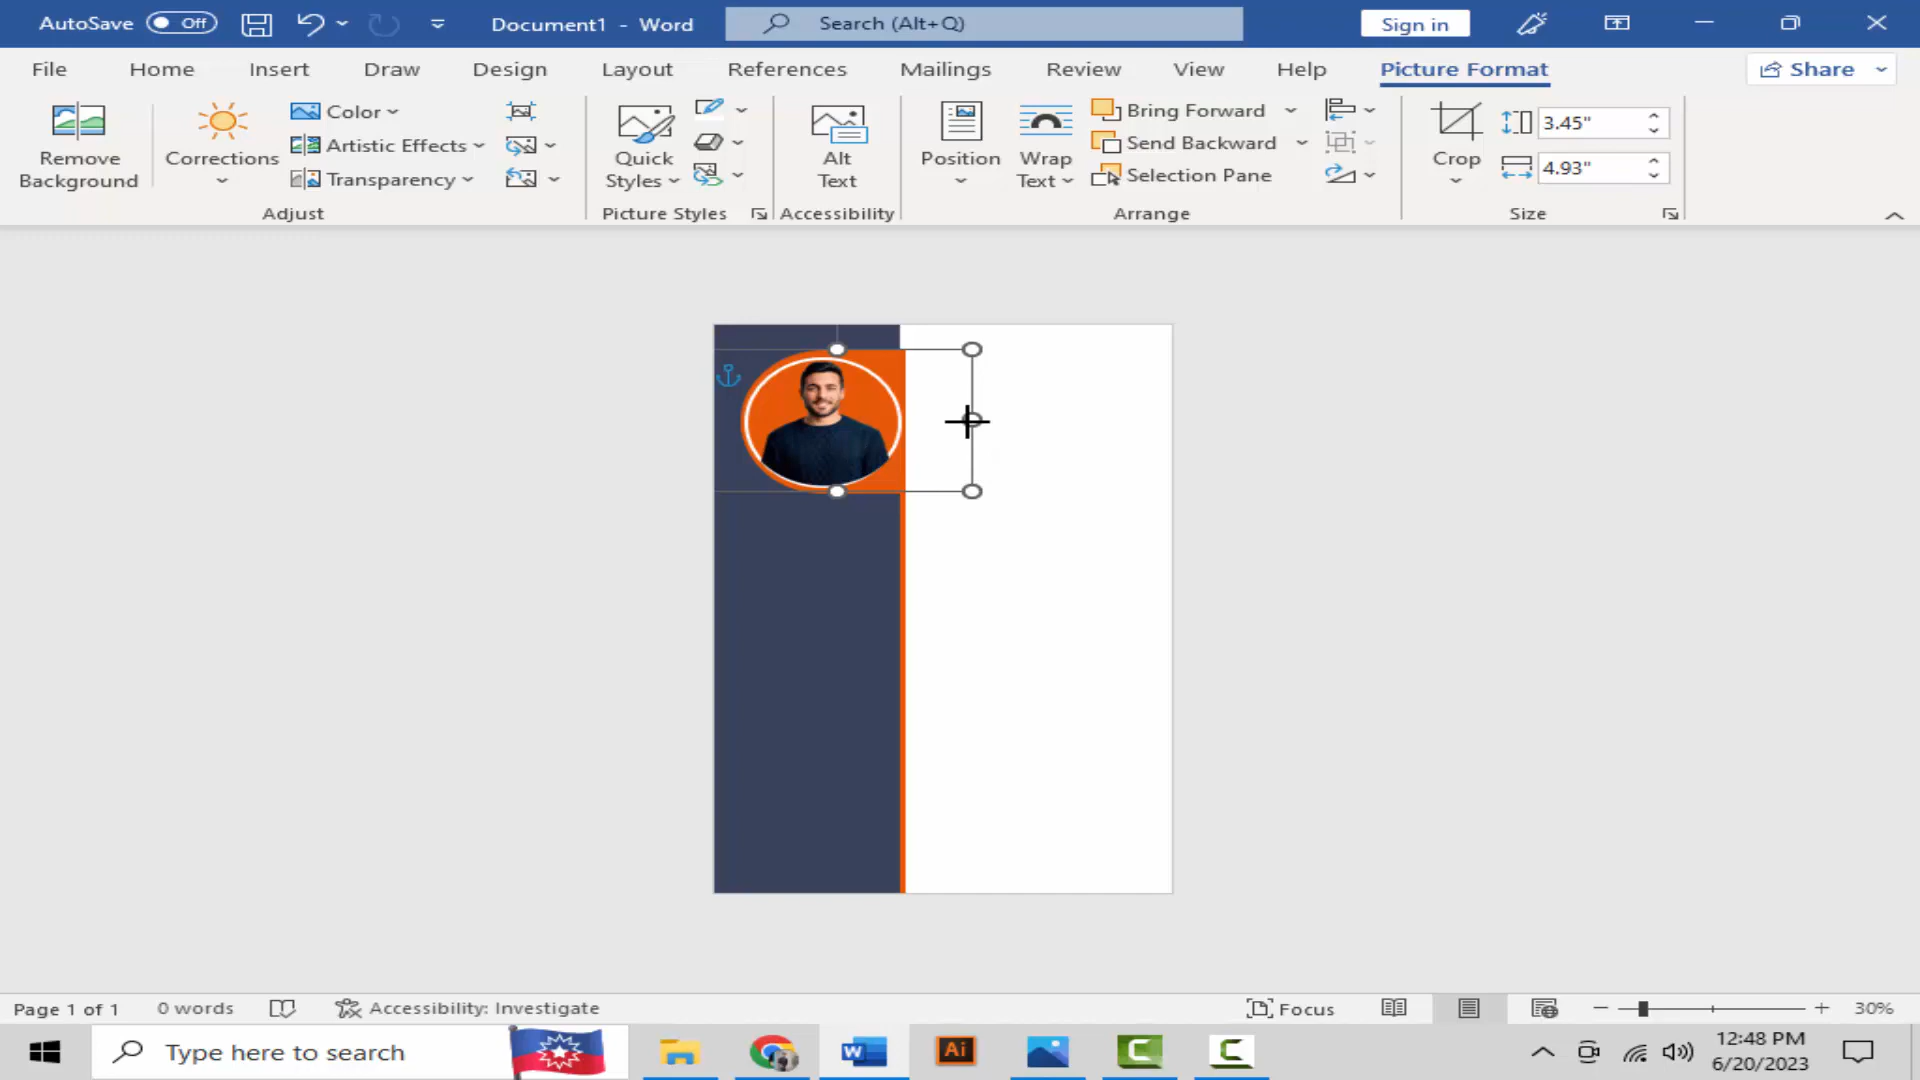 AutoSave Off Document1 - Word Search (Alt+Q) Sign in
File Home Insert Draw Design Layout References Mailings Review View Help Picture Format Share
Remove Background
Corrections
Color
Artistic Effects
Transparency
Adjust
Quick Styles
Picture Styles
Alt Text
Accessibility
Position
Wrap Text
Bring Forward
Send Backward
Selection Pane
Arrange
Crop
3.45"
4.93"
Size
Page 1 of 1 0 words Accessibility: Investigate Focus 30%
Type here to search
W
Ai
C
C
12:48 PM
6/20/2023